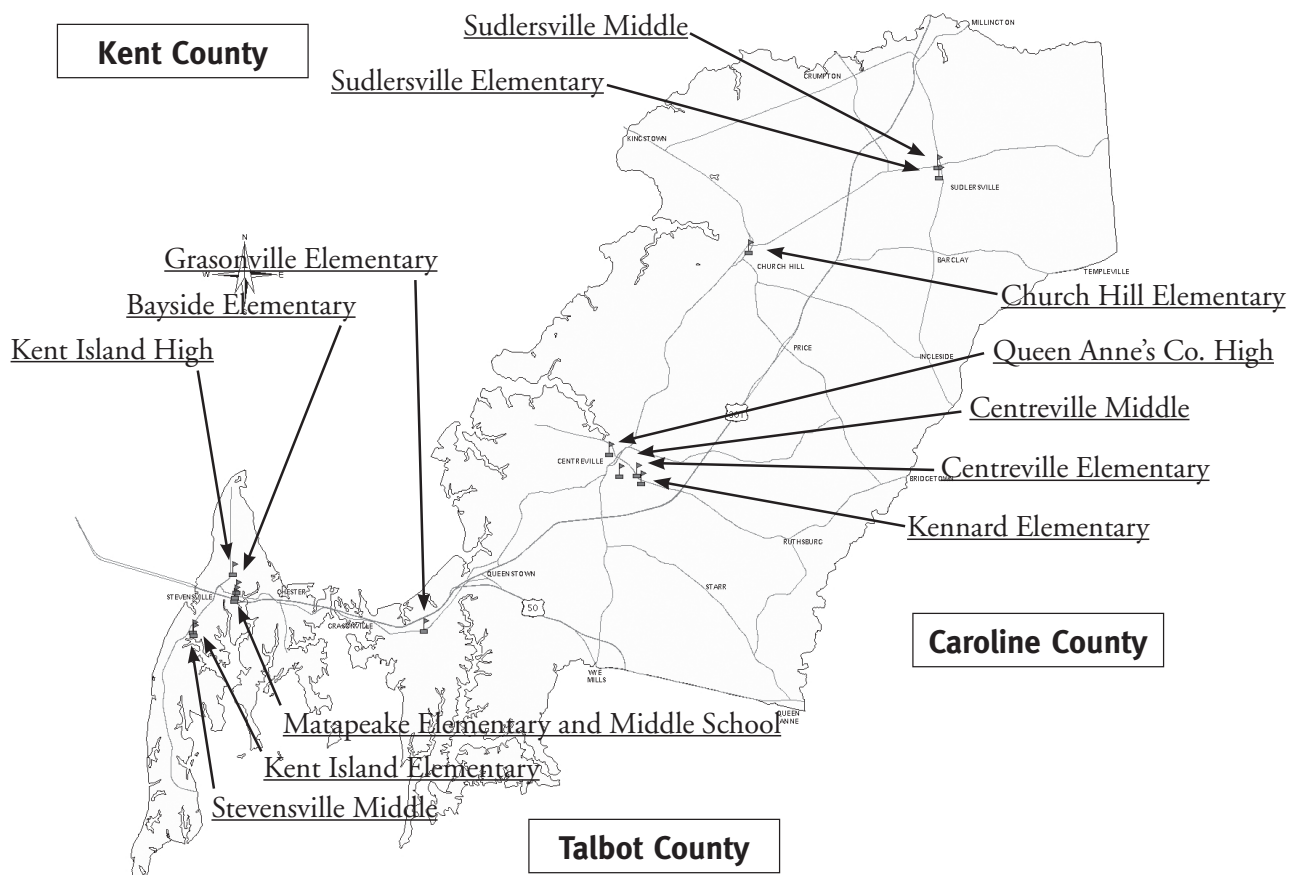 Kent County
Sudlersville Middle
MILLINGTON
Sudlersville Elementary
CRUMPTON
KINGSTOWN
SUDLERSVILLE
N
Grasonville Elementary
W
E
CHURCH HILL
BARCLAY
TEMPLEVILLE
Bayside Elementary
Church Hill Elementary
Kent Island High
PRICE
INGLESIDE
Queen Anne's Co. High
301
Centreville Middle
CENTREVILLE
Centreville Elementary
BRIDGETOWN
Kennard Elementary
RUTHSBURG
QUEENSTOWN
STARR
STEVENSVILLE
CHESTER
50
GRASONVILLE
Caroline County
WYE
MILLS
QUEEN
ANNE
Matapeake Elementary and Middle School
Kent Island Elementary
Stevensville Middle
Talbot County